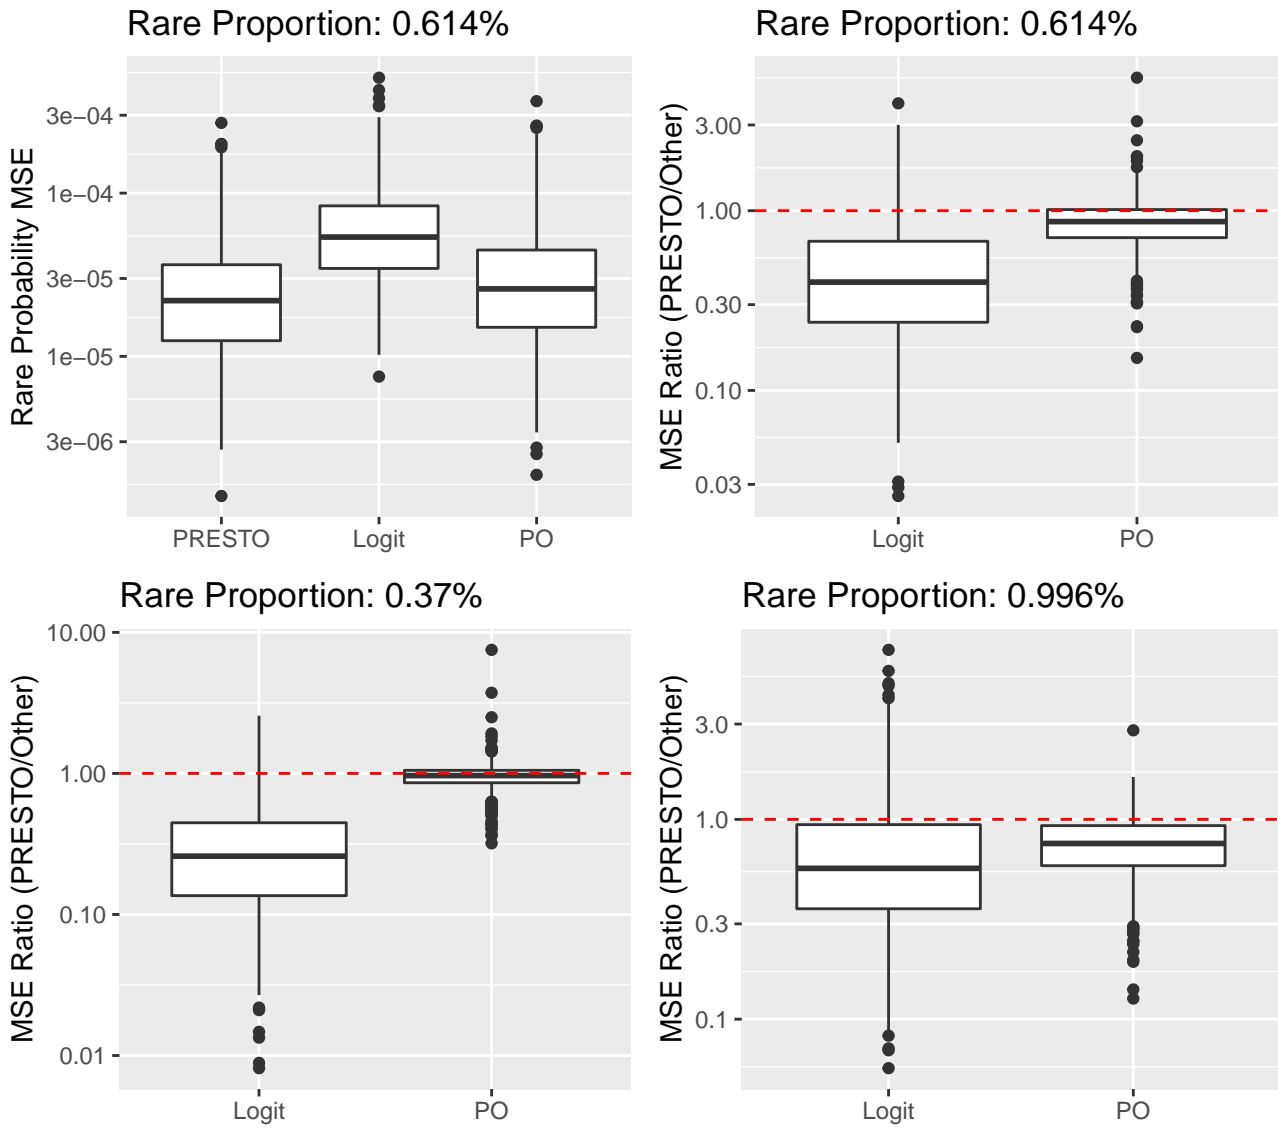 Rare Proportion: 0.614%
Rare Probability MSE
3e−04
1e−04
3e−05
1e−05
3e−06
PRESTO Logit PO
Rare Proportion: 0.614%
MSE Ratio (PRESTO/Other)
3.00
1.00
0.30
0.10
0.03
Logit PO
Rare Proportion: 0.37%
MSE Ratio (PRESTO/Other)
10.00
1.00
0.10
0.01
Logit PO
Rare Proportion: 0.996%
MSE Ratio (PRESTO/Other)
3.0
1.0
0.3
0.1
Logit PO